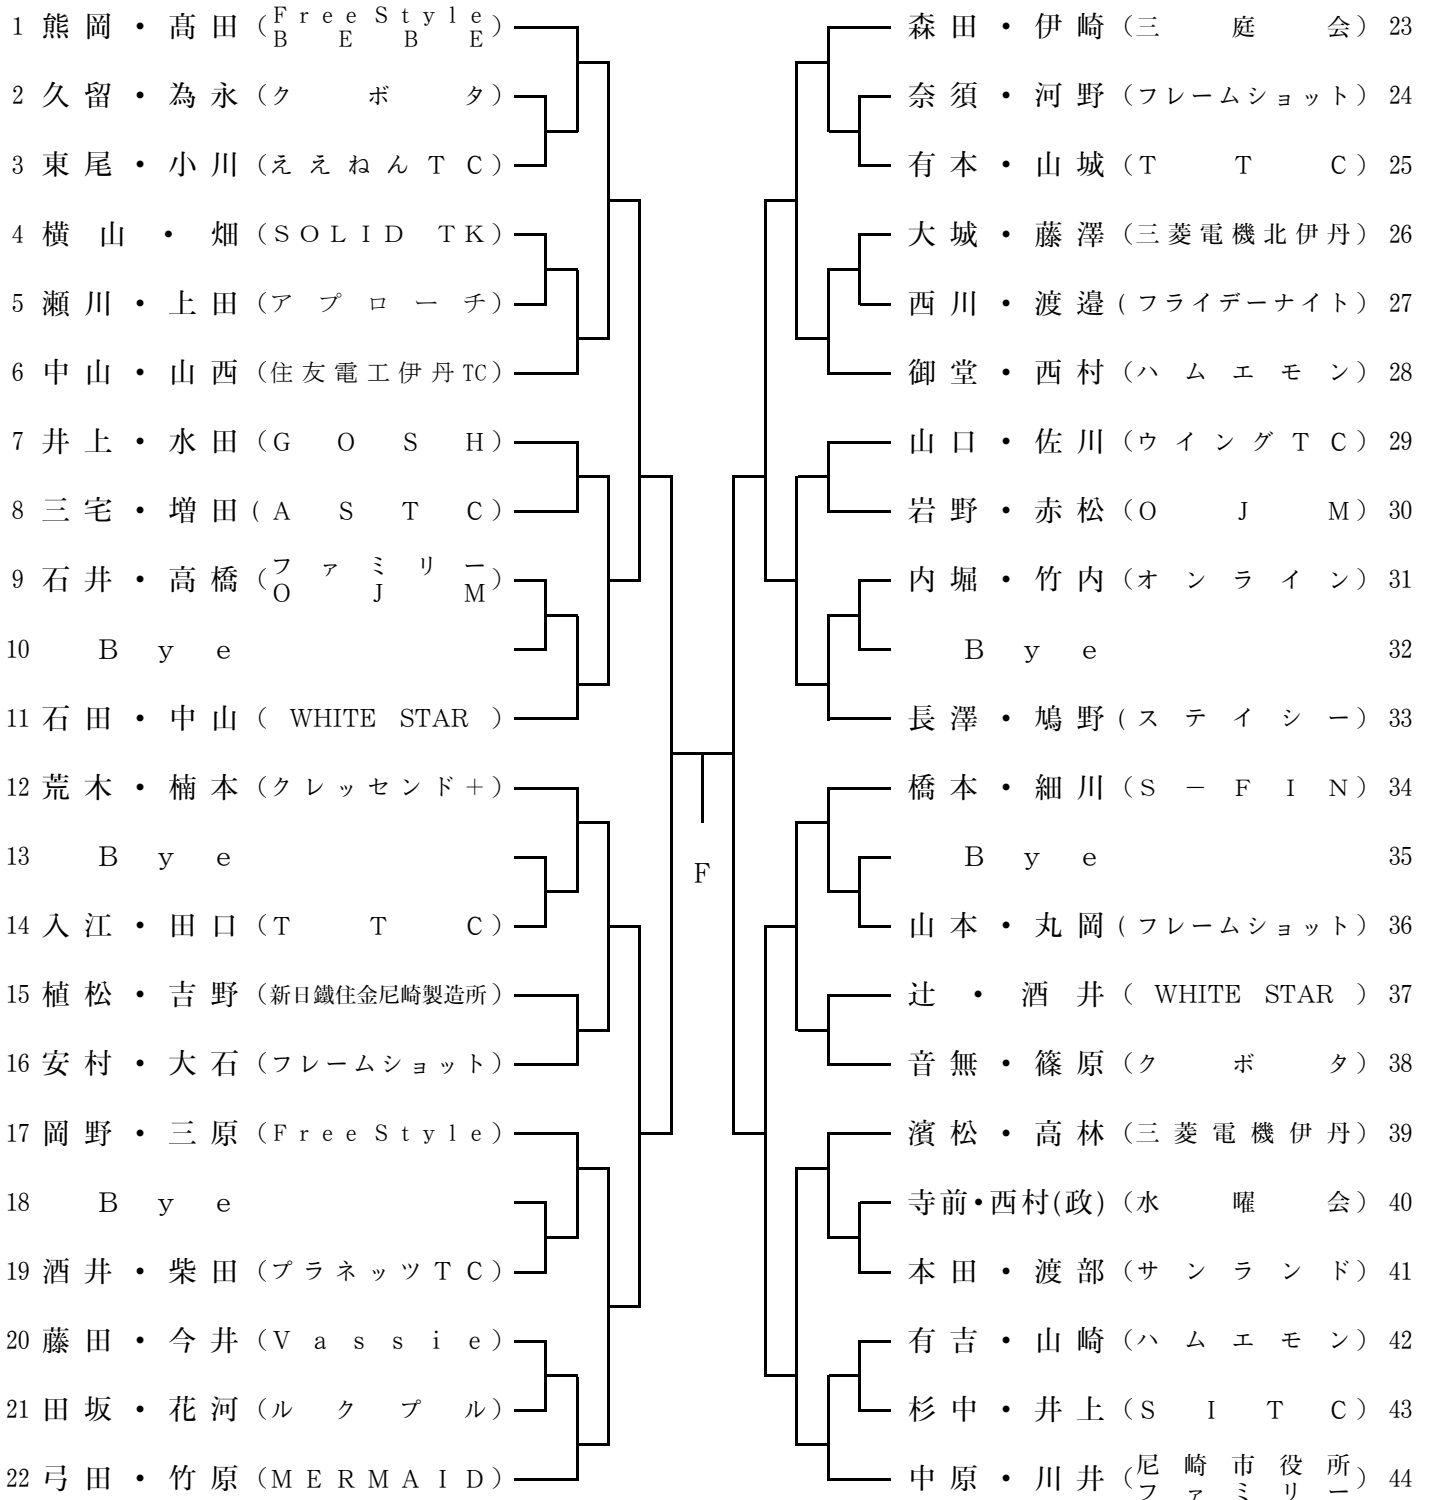 1 熊岡・髙田 (FreeStyle
BEBE)
2 久留・為永 (クボタ)
3 東尾・小川 (ええねんTC)
4 横山・畑 (SOLID TK)
5 瀬川・上田 (アプローチ)
6 中山・山西 (住友電工伊丹TC)
7 井上・水田 (GOSH)
8 三宅・増田 (ASTC)
9 石井・高橋 (ファミリー
OJM)
10 Bye
11 石田・中山 ( WHITE STAR )
12 荒木・楠本 (クレッセンド+)
13 Bye
14 入江・田口 (TTC)
15 植松・吉野 (新日鐵住金尼崎製造所)
16 安村・大石 (フレームショット)
17 岡野・三原 (FreeStyle)
18 Bye
19 酒井・柴田 (プラネッツTC)
20 藤田・今井 (Vassie)
21 田坂・花河 (ルクプル)
22 弓田・竹原 (MERMAID)
F
森田・伊崎 (三庭会) 23
奈須・河野 (フレームショット) 24
有本・山城 (TTC) 25
大城・藤澤 (三菱電機北伊丹) 26
西川・渡邉 (フライデーナイト) 27
御堂・西村 (ハムエモン) 28
山口・佐川 (ウイングTC) 29
岩野・赤松 (OJM) 30
内堀・竹内 (オンライン) 31
Bye 32
長澤・鳩野 (ステイシー) 33
橋本・細川 (S－FIN) 34
Bye 35
山本・丸岡 (フレームショット) 36
辻・酒井 ( WHITE STAR ) 37
音無・篠原 (クボタ) 38
濱松・高林 (三菱電機伊丹) 39
寺前・西村(政) (水曜会) 40
本田・渡部 (サンランド) 41
有吉・山崎 (ハムエモン) 42
杉中・井上 (SITC) 43
中原・川井 (尼崎市役所
ファミリー) 44